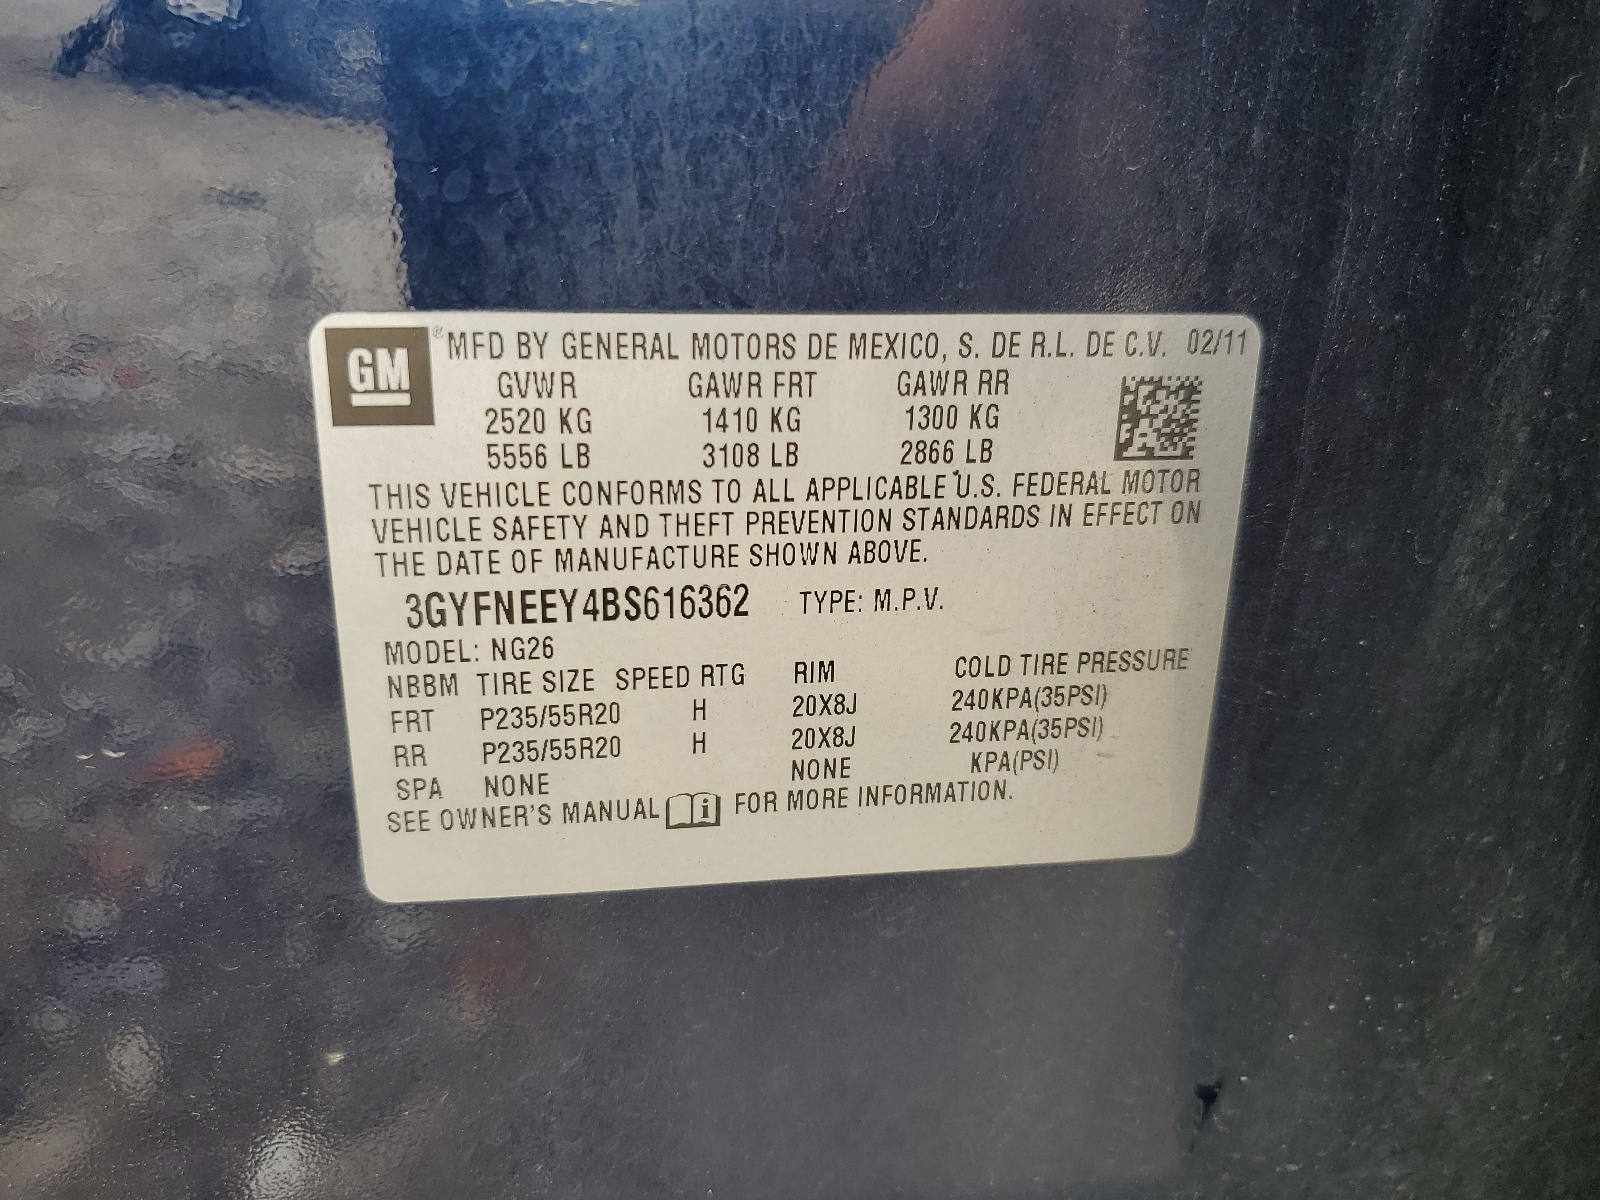 GM ® MFD BY GENERAL MOTORS DE MEXICO, S. DE R.L. DE C.V. 02/11
GVWR GAWR FRT GAWR RR
2520 KG 1410 KG 1300 KG
5556 LB 3108 LB 2866 LB
THIS VEHICLE CONFORMS TO ALL APPLICABLE U.S. FEDERAL MOTOR
VEHICLE SAFETY AND THEFT PREVENTION STANDARDS IN EFFECT ON
THE DATE OF MANUFACTURE SHOWN ABOVE.
3GYFNEEY4BS616362 TYPE: M.P.V.
MODEL: NG26
NBBM TIRE SIZE SPEED RTG RIM COLD TIRE PRESSURE
FRT P235/55R20 H 20X8J 240KPA(35PSI)
RR P235/55R20 H 20X8J 240KPA(35PSI)
SPA NONE NONE KPA(PSI)
SEE OWNER'S MANUAL i FOR MORE INFORMATION.